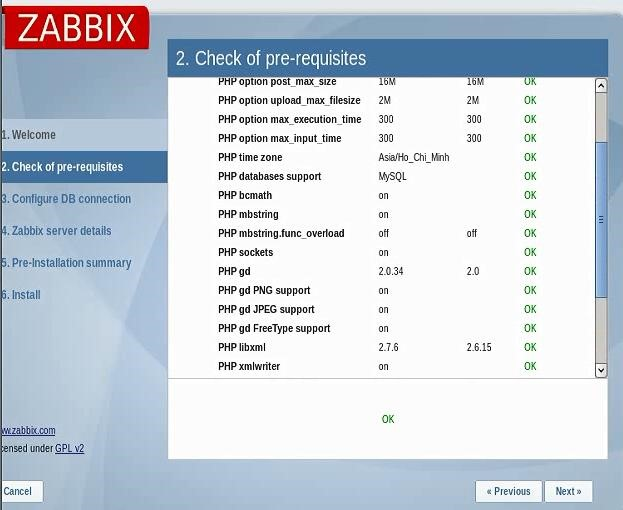 ZABBIX
2. Check of pre-requisites
1. Welcome
2. Check of pre-requisites
3. Configure DB connection
4. Zabbix server details
5. Pre-Installation summary
6. Install
PHP option post_max_size 16M 16M OK
PHP option upload_max_filesize 2M 2M OK
PHP option max_execution_time 300 300 OK
PHP option max_input_time 300 300 OK
PHP time zone Asia/Ho_Chi_Minh OK
PHP databases support MySQL OK
PHP bcmath on OK
PHP mbstring on OK
PHP mbstring.func_overload off off OK
PHP sockets on OK
PHP gd 2.0.34 2.0 OK
PHP gd PNG support on OK
PHP gd JPEG support on OK
PHP gd FreeType support on OK
PHP libxml 2.7.6 2.6.15 OK
PHP xmlwriter on OK
OK
ww.zabbix.com
censed under GPL v2
Cancel
« Previous
Next »